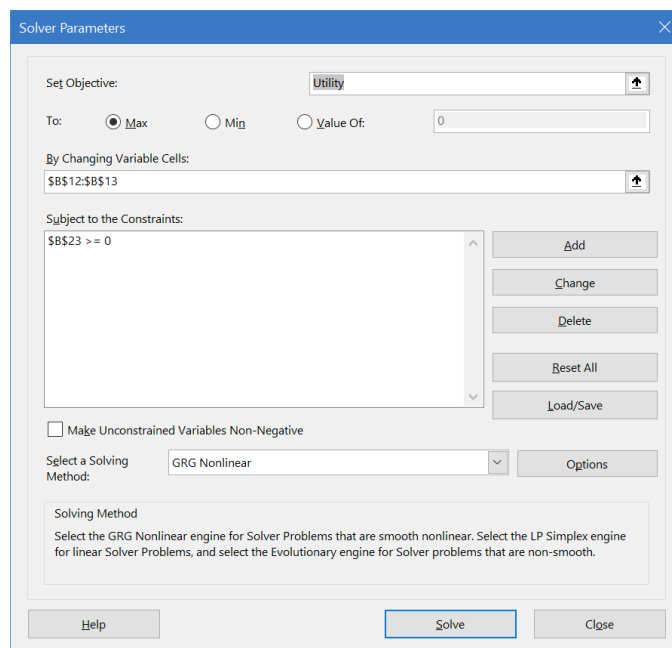 Solver Parameters
Set Objective:
Utility
To:
Max
Min
Value Of:
0
By Changing Variable Cells:
$B$12:$B$13
Subject to the Constraints:
$B$23 >= 0
Add
Change
Delete
Reset All
Load/Save
Make Unconstrained Variables Non-Negative
Select a Solving
Method:
GRG Nonlinear
Options
Solving Method
Select the GRG Nonlinear engine for Solver Problems that are smooth nonlinear. Select the LP Simplex engine
for linear Solver Problems, and select the Evolutionary engine for Solver problems that are non-smooth.
Help
Solve
Close